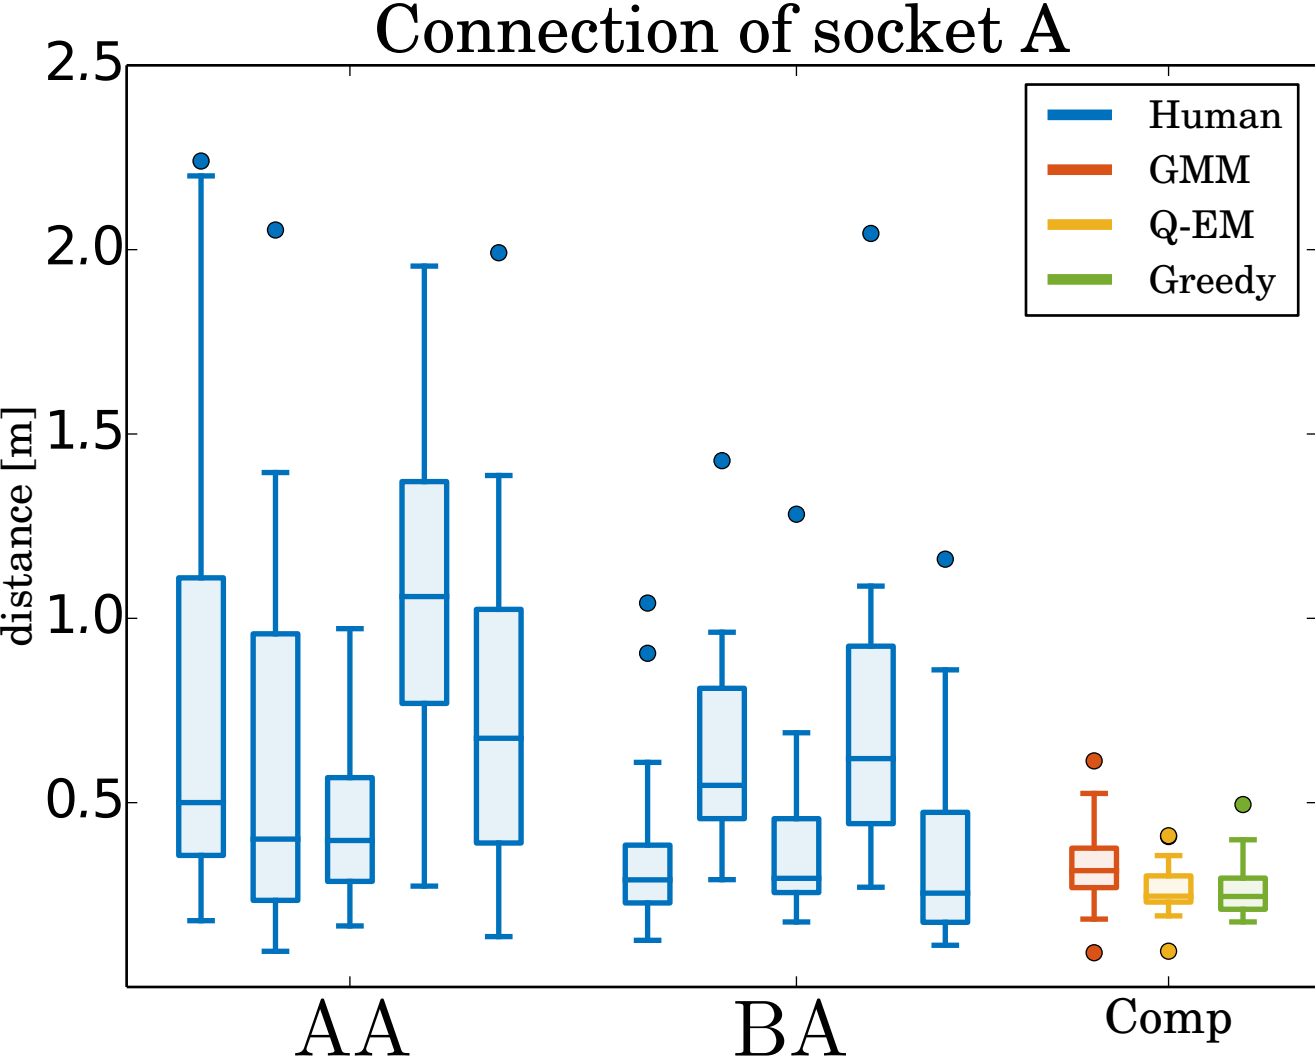 Connection of socket A
2.5
2.0
1.5
1.0
0.5
distance [m]
Human
GMM
Q-EM
Greedy
AA
BA
Comp